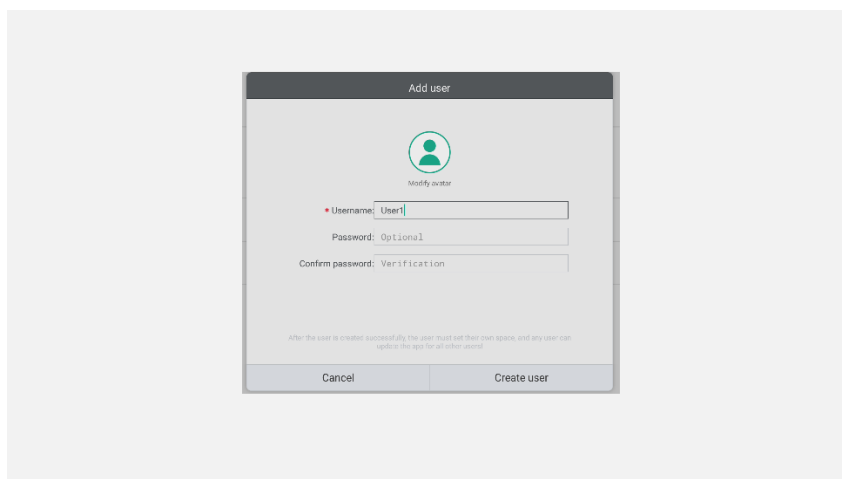 Add user
Modify avatar
* Username: User1
Password: Optional
Confirm password: Verification
After the user is creates successfully, the user must set their own space, and any user can
update the app for all other users!
Cancel Create user